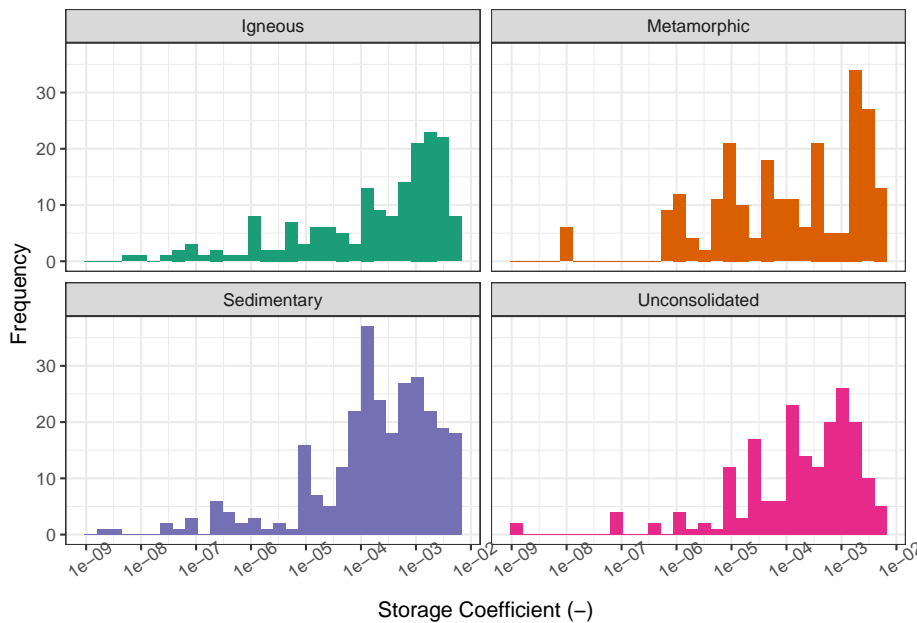 Igneous
Metamorphic
30
20
10
0
Sedimentary
Unconsolidated
30
20
10
0
1e−09 1e−08 1e−07 1e−06 1e−05 1e−04 1e−03 1e−02 1e−09 1e−08 1e−07 1e−06 1e−05 1e−04 1e−03 1e−02
Frequency
Storage Coefficient (−)